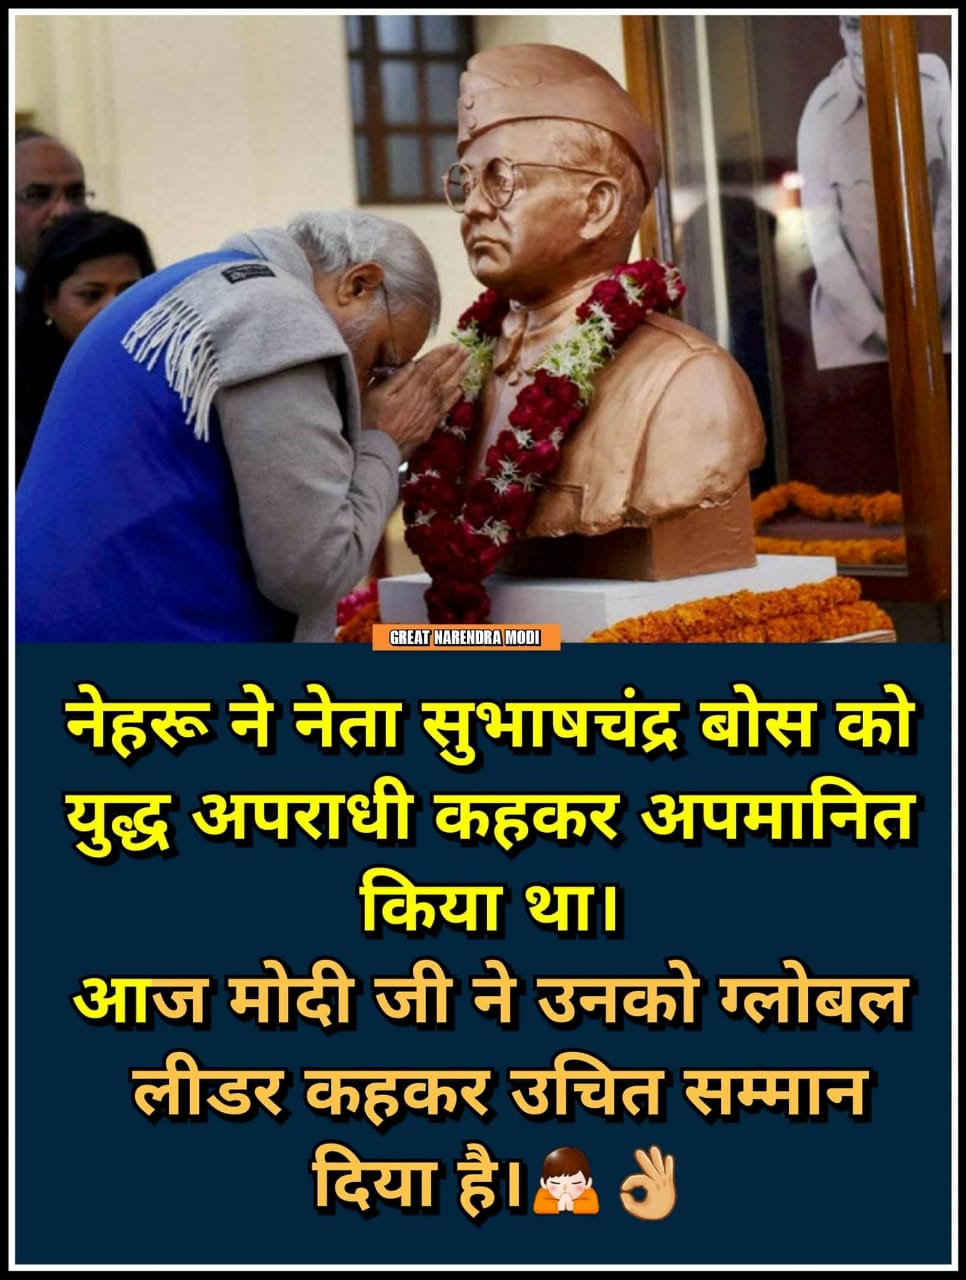 GREAT NARENDRA MODI
नेहरू ने नेता सुभाषचंद्र बोस को
युद्ध अपराधी कहकर अपमानित
किया था।
आज मोदी जी ने उनको ग्लोबल
लीडर कहकर उचित सम्मान
दिया है।🙏👌